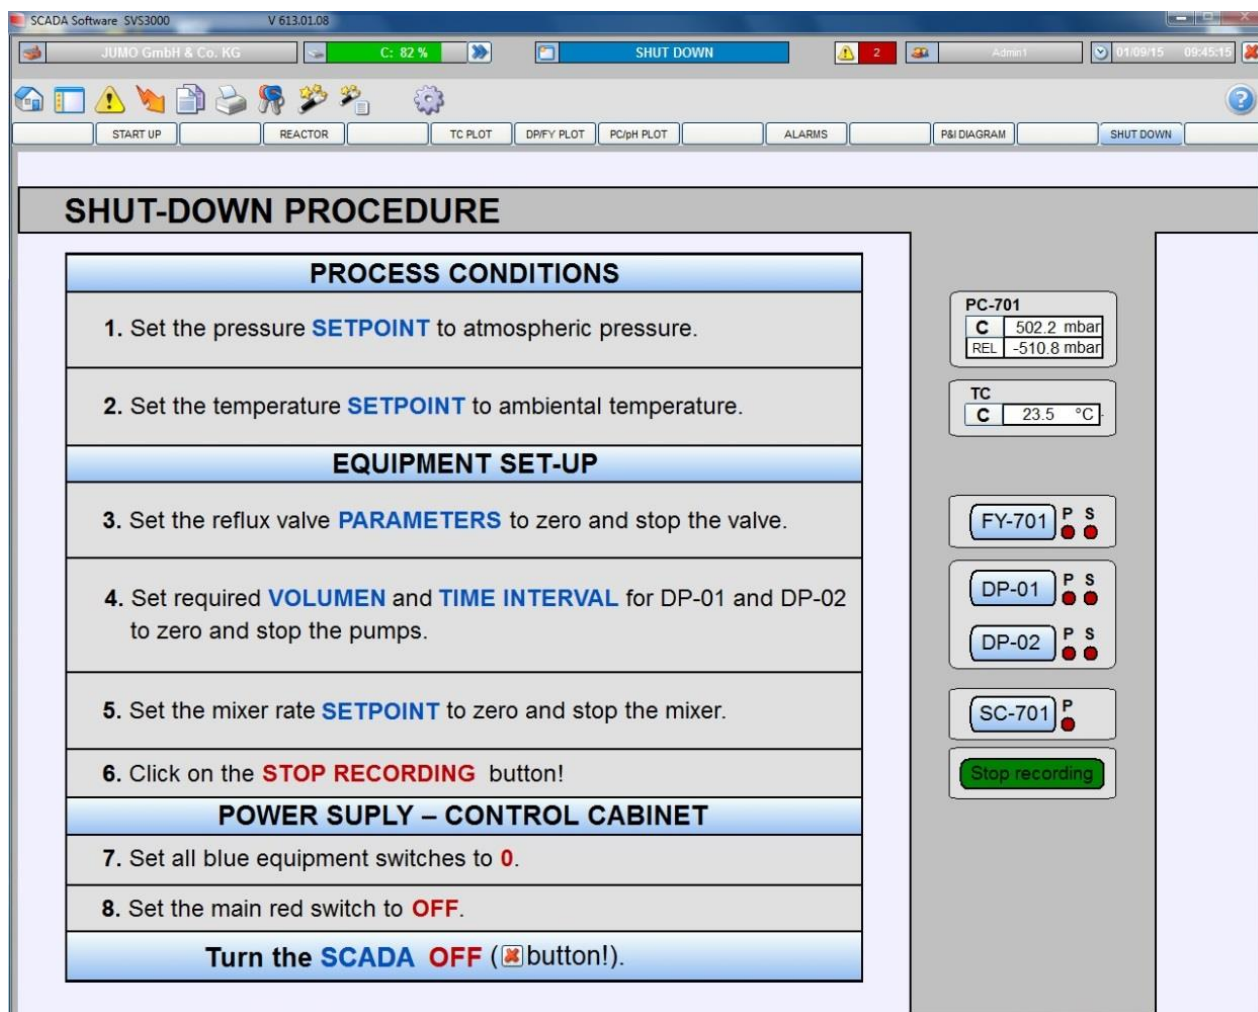 SCADA Software SVS3000 V 613.01.08
JUMO GmbH & Co. KG C: 82 % SHUT DOWN 2 Admin1 01/09/15 09:45:15
START UP REACTOR TC PLOT DP/FY PLOT PC/pH PLOT ALARMS P&I DIAGRAM SHUT DOWN
SHUT-DOWN PROCEDURE
PROCESS CONDITIONS
1. Set the pressure SETPOINT to atmospheric pressure.
2. Set the temperature SETPOINT to ambiental temperature.
EQUIPMENT SET-UP
3. Set the reflux valve PARAMETERS to zero and stop the valve.
4. Set required VOLUMEN and TIME INTERVAL for DP-01 and DP-02
to zero and stop the pumps.
5. Set the mixer rate SETPOINT to zero and stop the mixer.
6. Click on the STOP RECORDING button!
POWER SUPLY – CONTROL CABINET
7. Set all blue equipment switches to 0.
8. Set the main red switch to OFF.
Turn the SCADA OFF ( button!).
PC-701
C 502.2 mbar
REL -510.8 mbar
TC
C 23.5 °C
FY-701 P S
DP-01 P S
DP-02 P S
SC-701 P
Stop recording